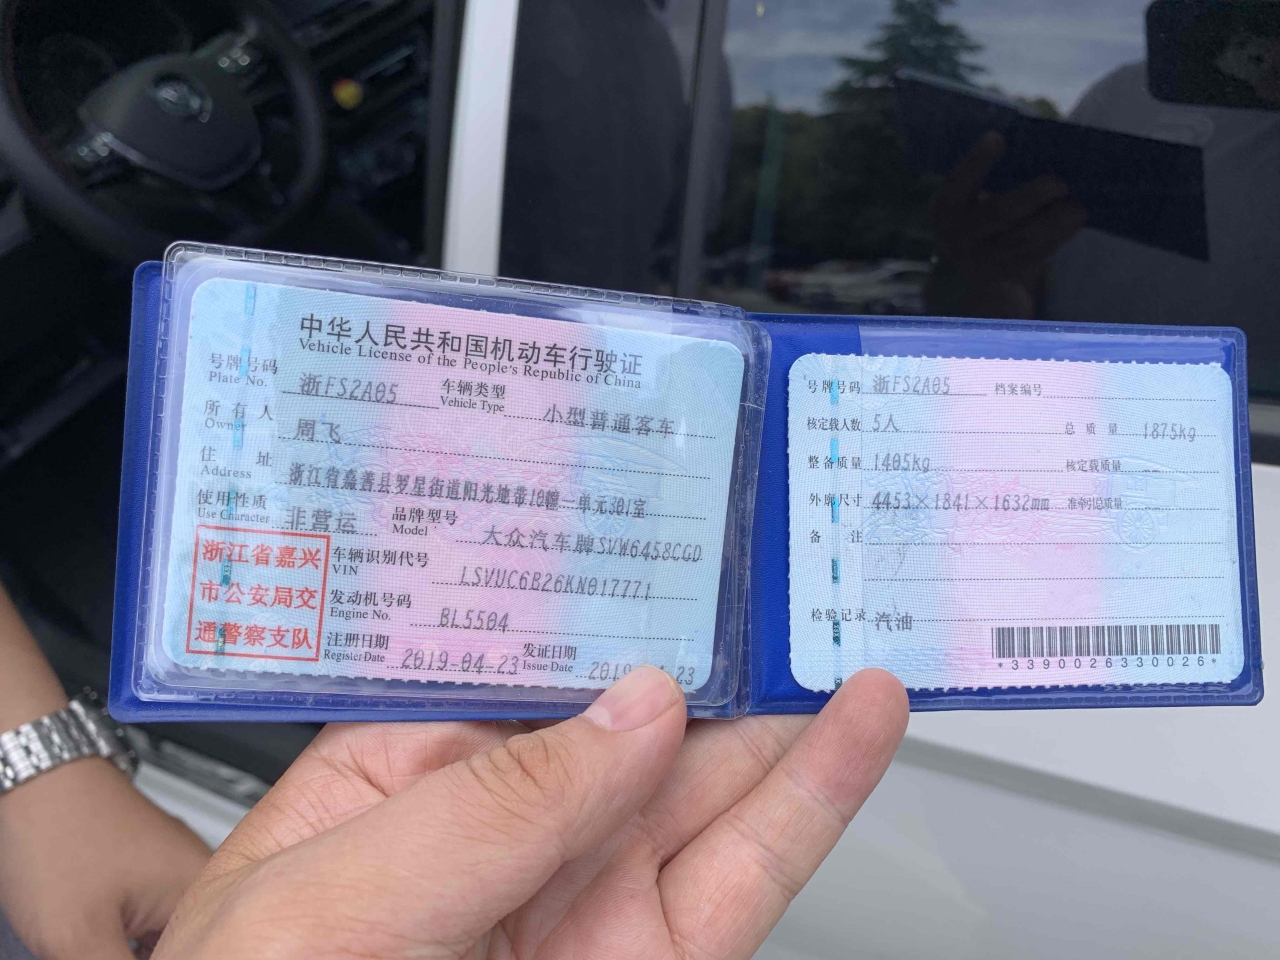 中华人民共和国机动车行驶证
Vehicle License of the People's Republic of China
号牌号码 浙FS2A05 车辆类型 小型普通客车
Plate No. Vehicle Type
所有人 周飞
Owner
住址 浙江省嘉善县罗星街道阳光地带10幢一单元301室
Address
使用性质 非营运 品牌型号 大众汽车牌SVW6458CGD
Use Character Model
浙江省嘉兴
市公安局交
通警察支队
车辆识别代号 LSVUC6B26KN017771
VIN
发动机号码 BL5504
Engine No.
注册日期 2019-04-23 发证日期
Register Date Issue Date
号牌号码 浙FS2A05 档案编号
核定载人数 5人 总质量 1875kg
整备质量 1405kg 核定载质量 --
外廓尺寸 4453×1841×1632mm 准牵引总质量 --
备注
检验记录 汽油
*3390026330026*